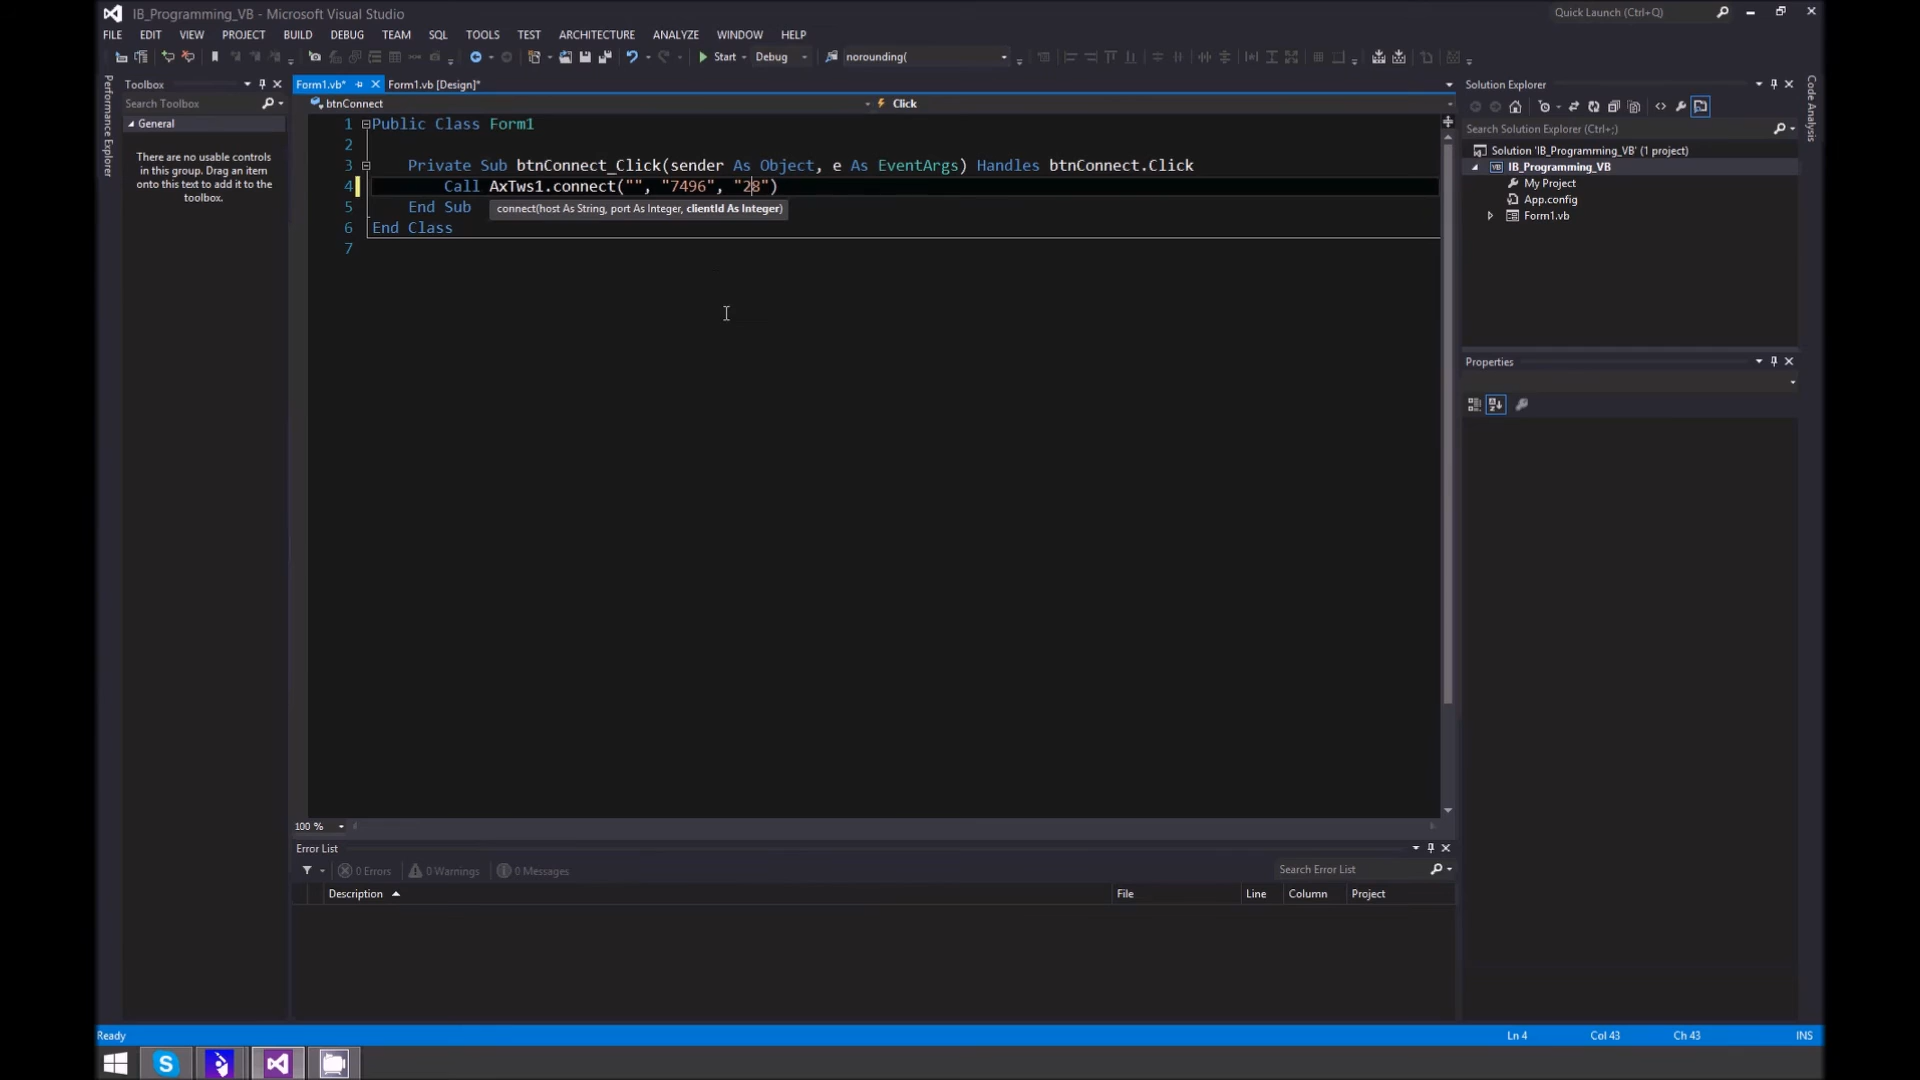 IB_Programming_VB - Microsoft Visual Studio
Quick Launch (Ctrl+Q)
FILE EDIT VIEW PROJECT BUILD DEBUG TEAM SQL TOOLS TEST ARCHITECTURE ANALYZE WINDOW HELP
Start Debug norounding(
Performance Explorer
Toolbox
Search Toolbox
General
There are no usable controls
in this group. Drag an item
onto this text to add it to the
toolbox.
Form1.vb* Form1.vb [Design]*
btnConnect Click
1 Public Class Form1
2
3 Private Sub btnConnect_Click(sender As Object, e As EventArgs) Handles btnConnect.Click
4 Call AxTws1.connect("", "7496", "28")
5 End Sub
connect(host As String, port As Integer, clientId As Integer)
6 End Class
7
100 %
Solution Explorer
Search Solution Explorer (Ctrl+;)
Solution 'IB_Programming_VB' (1 project)
VB IB_Programming_VB
My Project
App.config
Form1.vb
Code Analysis
Properties
Error List
0 Errors 0 Warnings 0 Messages
Search Error List
Description File Line Column Project
Ready Ln 4 Col 43 Ch 43 INS